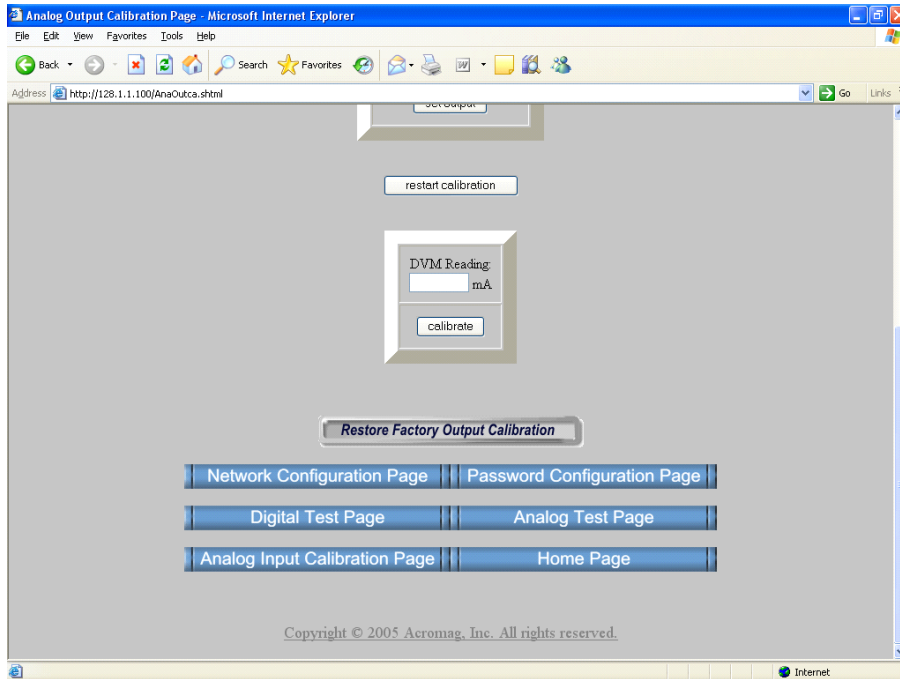 Analog Output Calibration Page - Microsoft Internet Explorer
File Edit View Favorites Tools Help
Back Search Favorites
Address http://128.1.1.100/AnaOutca.shtml Go Links
restart calibration
DVM Reading:
mA
calibrate
Restore Factory Output Calibration
Network Configuration Page Password Configuration Page
Digital Test Page Analog Test Page
Analog Input Calibration Page Home Page
Copyright © 2005 Acromag, Inc. All rights reserved.
Internet